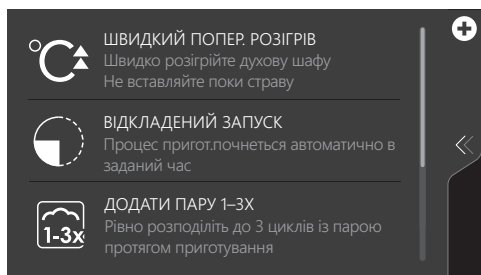 ШВИДКИЙ ПОПЕР. РОЗІГРІВ
Швидко розігрійте духову шафу
Не вставляйте поки страву
ВІДКЛАДЕНИЙ ЗАПУСК
Процес пригот.почнеться автоматично в
заданий час
ДОДАТИ ПАРУ 1–3X
Рівно розподіліть до 3 циклів із парою
протягом приготування
°C
1-3x